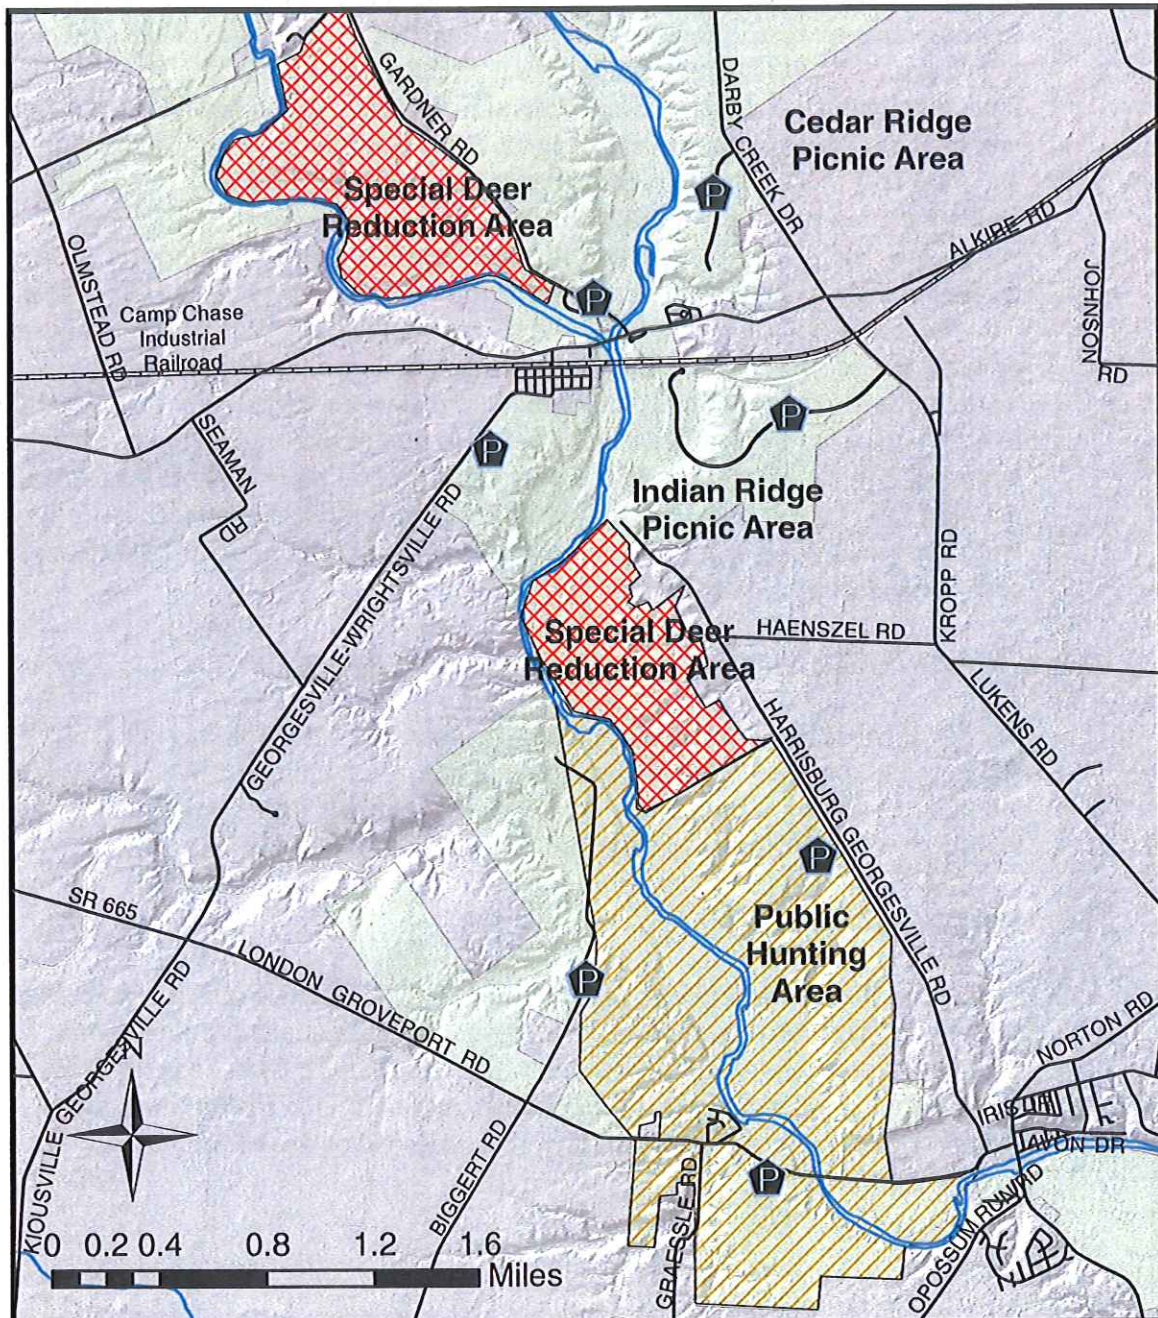 GARDNER RD
DARBY CREEK DR
Cedar Ridge
Picnic Area
Special Deer
Reduction Area
OLMSTEAD RD
ALKIRE RD
JOHNSON
RD
Camp Chase
Industrial
Railroad
P
P
P
P
SEAMAN
RD
Indian Ridge
Picnic Area
GEORGESVILLE-WRIGHTSVILLE RD
KROPP RD
Special Deer
Reduction Area
HAENSZEL RD
LUKENS RD
HARRISBURG GEORGESVILLE RD
P
SR 665
LONDON GROVEPORT RD
Public
Hunting
Area
P
KIOUSVILLE GEORGESVILLE RD
N
NORTON RD
IRIS LN
AVON DR
BIGGERT RD
GRAESSLE RD
P
OPOSSUM RUN RD
0 0.2 0.4 0.8 1.2 1.6
Miles